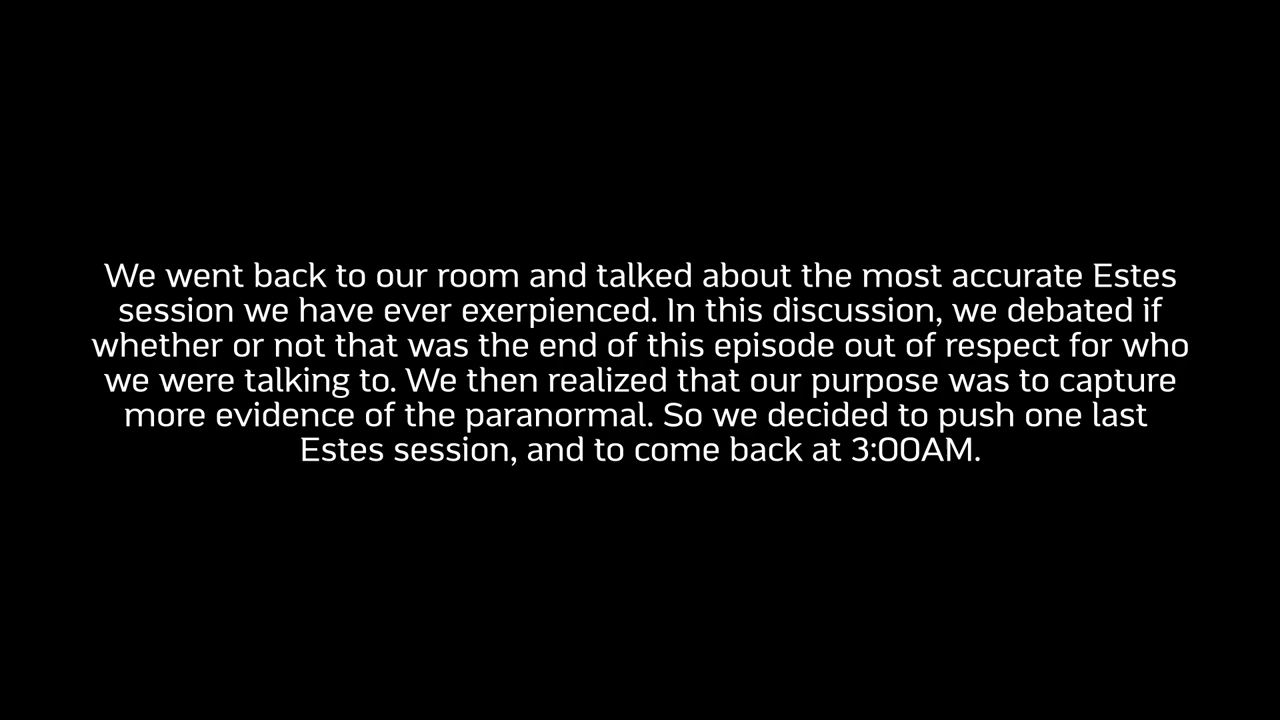 We went back to our room and talked about the most accurate Estes
session we have ever exerpienced. In this discussion, we debated if
whether or not that was the end of this episode out of respect for who
we were talking to. We then realized that our purpose was to capture
more evidence of the paranormal. So we decided to push one last
Estes session, and to come back at 3:00AM.